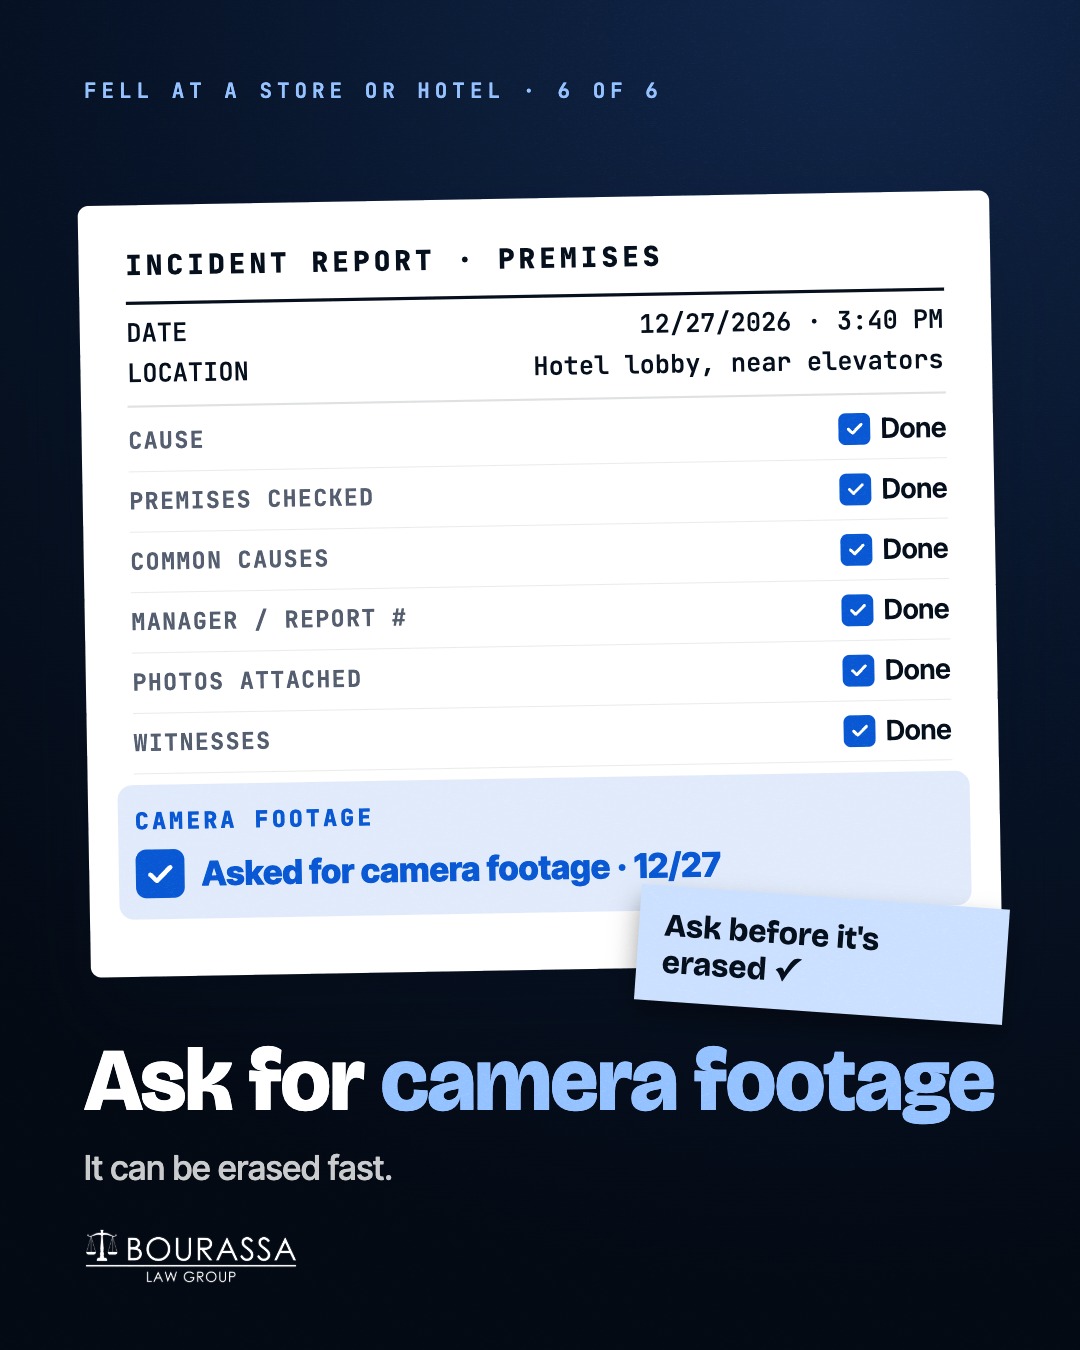 FELL AT A STORE OR HOTEL · 6 OF 6
INCIDENT REPORT · PREMISES
DATE 12/27/2026 · 3:40 PM
LOCATION Hotel lobby, near elevators
CAUSE Done
PREMISES CHECKED Done
COMMON CAUSES Done
MANAGER / REPORT # Done
PHOTOS ATTACHED Done
WITNESSES Done
CAMERA FOOTAGE
Asked for camera footage · 12/27
Ask before it's
erased ✓
Ask for camera footage
It can be erased fast.
BOURASSA
LAW GROUP